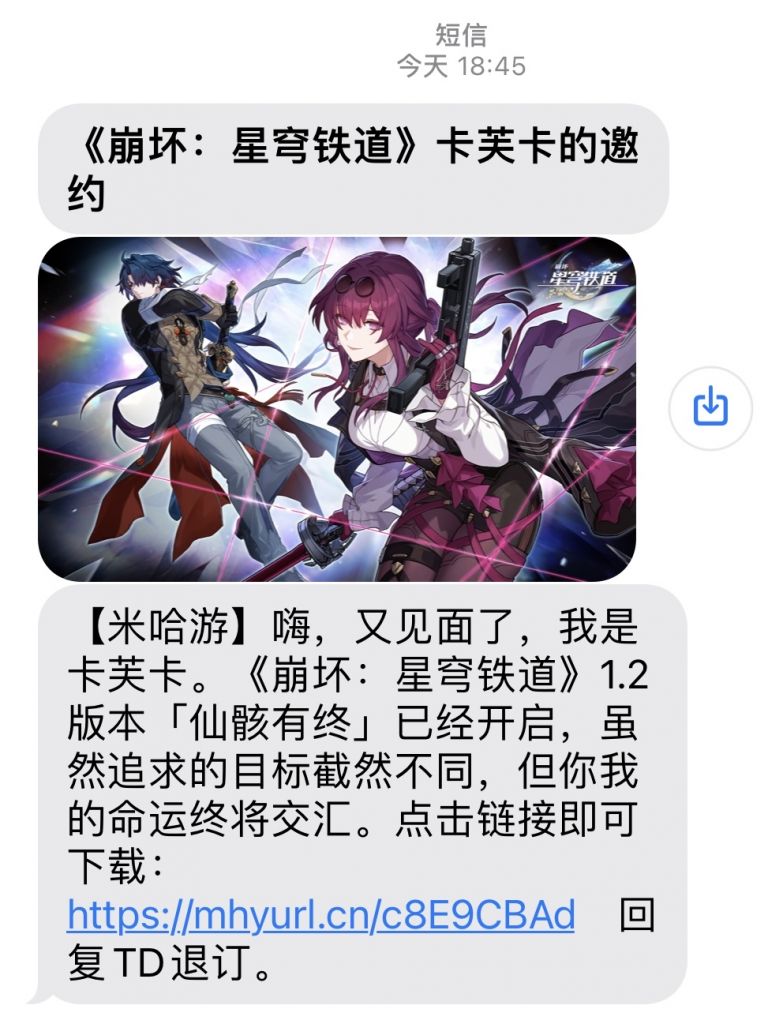 短信
今天 18:45
《崩坏：星穹铁道》卡芙卡的邀
约
崩坏
星穹铁道
【米哈游】嗨，又见面了，我是
卡芙卡。《崩坏：星穹铁道》1.2
版本「仙骸有终」已经开启，虽
然追求的目标截然不同，但你我
的命运终将交汇。点击链接即可
下载：
https://mhyurl.cn/c8E9CBAd 回
复TD退订。